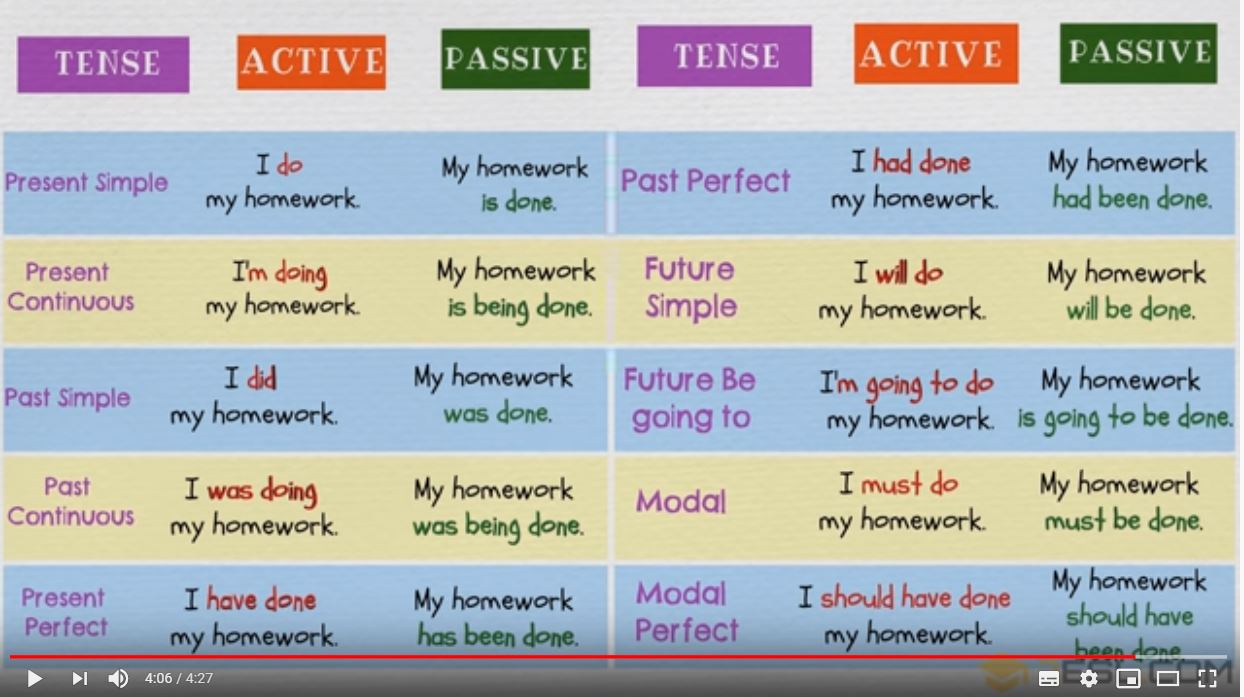 TENSE ACTIVE PASSIVE TENSE ACTIVE PASSIVE
Present Simple
I do
my homework.
My homework
is done.
Past Perfect
I had done
my homework.
My homework
had been done.
Present
Continuous
I'm doing
my homework.
My homework
is being done.
Future
Simple
I will do
my homework.
My homework
will be done.
Past Simple
I did
my homework.
My homework
was done.
Future Be
going to
I'm going to do
my homework.
My homework
is going to be done.
Past
Continuous
I was doing
my homework.
My homework
was being done.
Modal
I must do
my homework.
My homework
must be done.
Present
Perfect
I have done
my homework.
My homework
has been done.
Modal
Perfect
I should have done
my homework.
My homework
should have
been done.
4:06 / 4:27